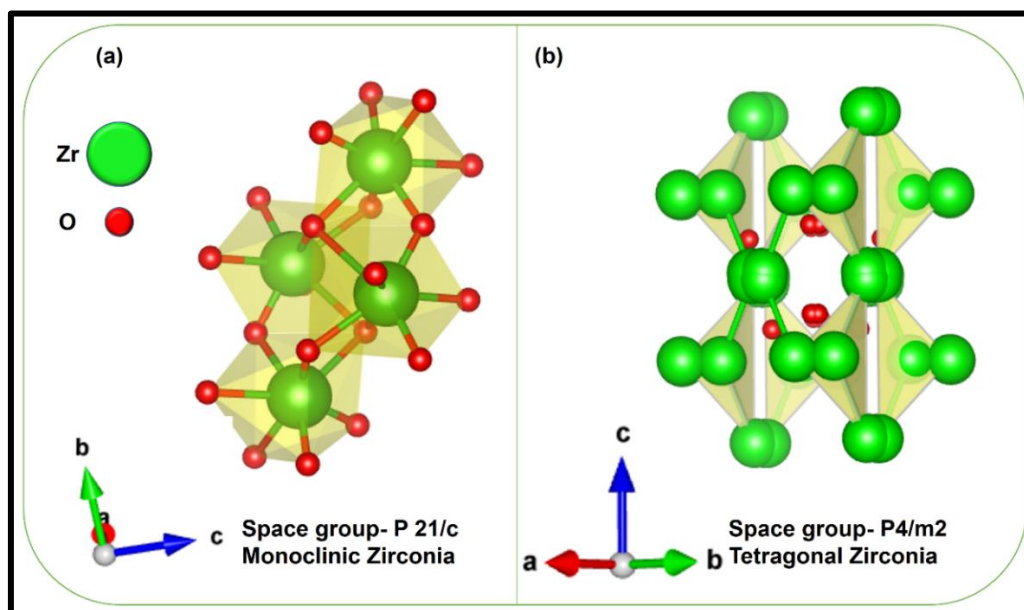 (a)
Zr
O
b
a
c
Space group- P 21/c
Monoclinic Zirconia
(b)
c
a
b
Space group- P4/m2
Tetragonal Zirconia